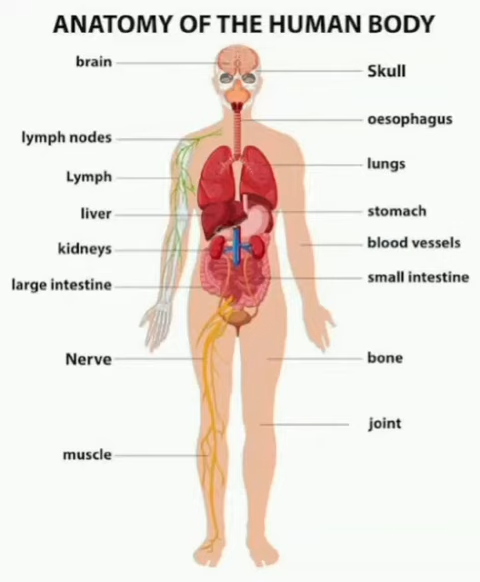 ANATOMY OF THE HUMAN BODY
brain
Skull
oesophagus
lymph nodes
lungs
Lymph
liver
stomach
kidneys
blood vessels
large intestine
small intestine
Nerve
bone
joint
muscle